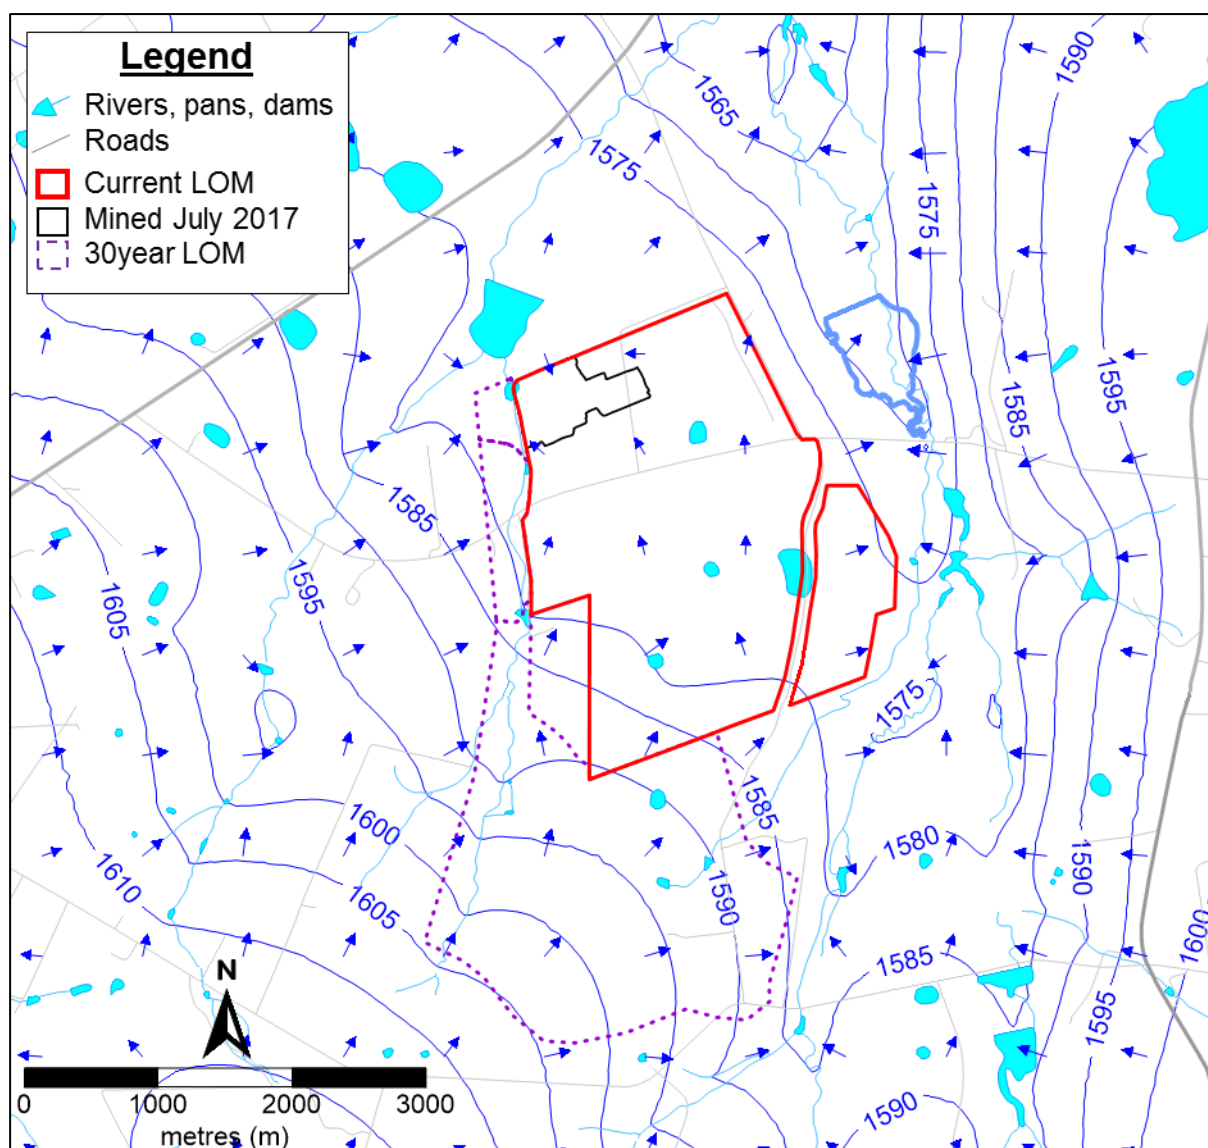 Legend
Rivers, pans, dams
Roads
Current LOM
Mined July 2017
30year LOM
1590
1565
1575
1575
1595
1585
1585
1595
1605
1575
1585
1580
1600
1590
1610
1605
1590
1600
1585
1595
1590
N
0 1000 2000 3000
metres (m)